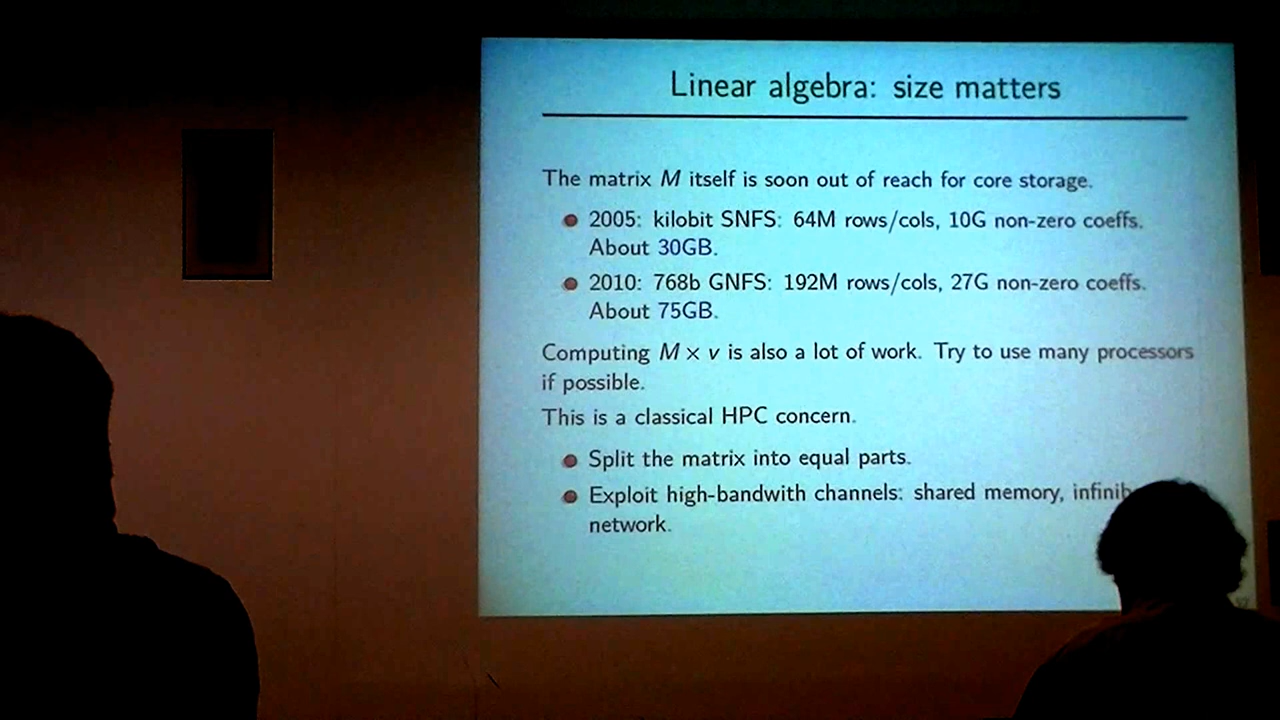 Linear algebra: size matters
The matrix M itself is soon out of reach for core storage.
2005: kilobit SNFS: 64M rows/cols, 10G non-zero coeffs.
About 30GB.
2010: 768b GNFS: 192M rows/cols, 27G non-zero coeffs.
About 75GB.
Computing M × v is also a lot of work. Try to use many processors
if possible.
This is a classical HPC concern.
Split the matrix into equal parts.
Exploit high-bandwith channels: shared memory,
network.